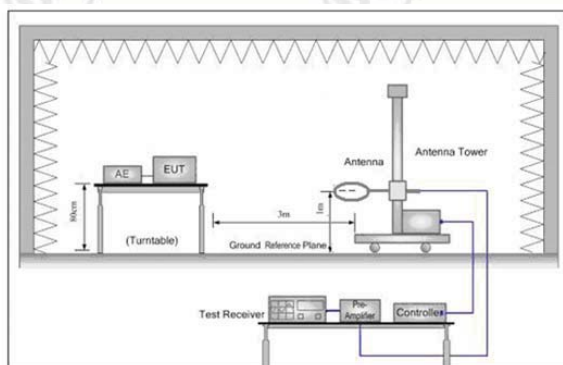 Antenna Tower
Antenna
AE
EUT
80cm
3m
1m
(Turntable)
Ground Reference Plane
Test Receiver
Pre-
Amplifier
Controller